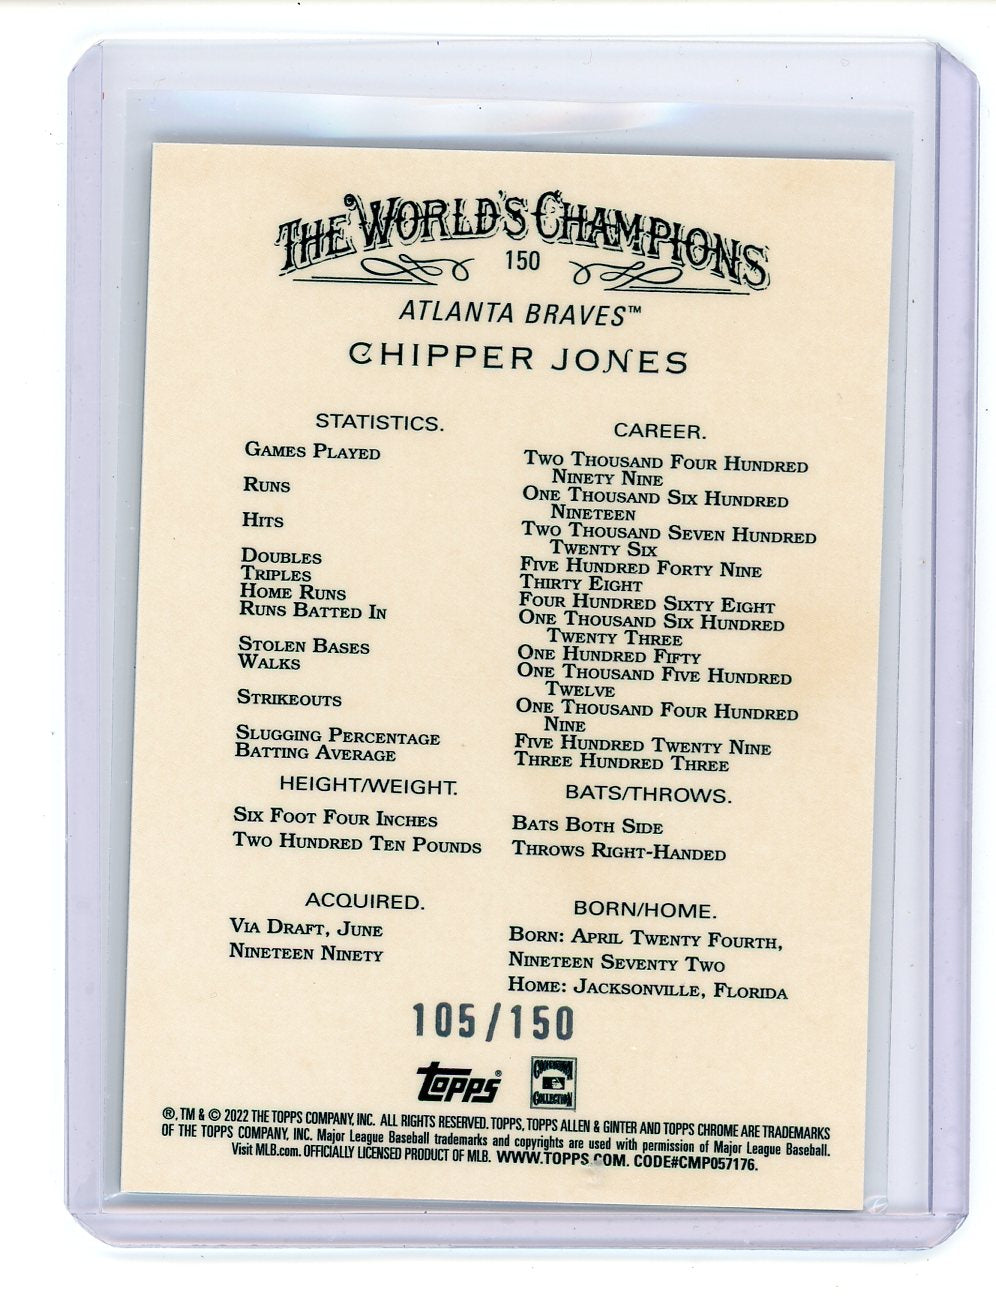 THE WORLD'S CHAMPIONS
150
ATLANTA BRAVES™
CHIPPER JONES
STATISTICS.
GAMES PLAYED
RUNS
HITS
DOUBLES
TRIPLES
HOME RUNS
RUNS BATTED IN
STOLEN BASES
WALKS
STRIKEOUTS
SLUGGING PERCENTAGE
BATTING AVERAGE
CAREER.
TWO THOUSAND FOUR HUNDRED
NINETY NINE
ONE THOUSAND SIX HUNDRED
NINETEEN
TWO THOUSAND SEVEN HUNDRED
TWENTY SIX
FIVE HUNDRED FORTY NINE
THIRTY EIGHT
FOUR HUNDRED SIXTY EIGHT
ONE THOUSAND SIX HUNDRED
TWENTY THREE
ONE HUNDRED FIFTY
ONE THOUSAND FIVE HUNDRED
TWELVE
ONE THOUSAND FOUR HUNDRED
NINE
FIVE HUNDRED TWENTY NINE
THREE HUNDRED THREE
HEIGHT/WEIGHT.
SIX FOOT FOUR INCHES
TWO HUNDRED TEN POUNDS
BATS/THROWS.
BATS BOTH SIDE
THROWS RIGHT-HANDED
ACQUIRED.
VIA DRAFT, JUNE
NINETEEN NINETY
BORN/HOME.
BORN: APRIL TWENTY FOURTH,
NINETEEN SEVENTY TWO
HOME: JACKSONVILLE, FLORIDA
105/150
topps®
COOPERSTOWN
COLLECTION
®, TM & © 2022 THE TOPPS COMPANY, INC. ALL RIGHTS RESERVED. TOPPS, TOPPS ALLEN & GINTER AND TOPPS CHROME ARE TRADEMARKS
OF THE TOPPS COMPANY, INC. Major League Baseball trademarks and copyrights are used with permission of Major League Baseball.
Visit MLB.com. OFFICIALLY LICENSED PRODUCT OF MLB. WWW.TOPPS.COM. CODE#CMP057176.